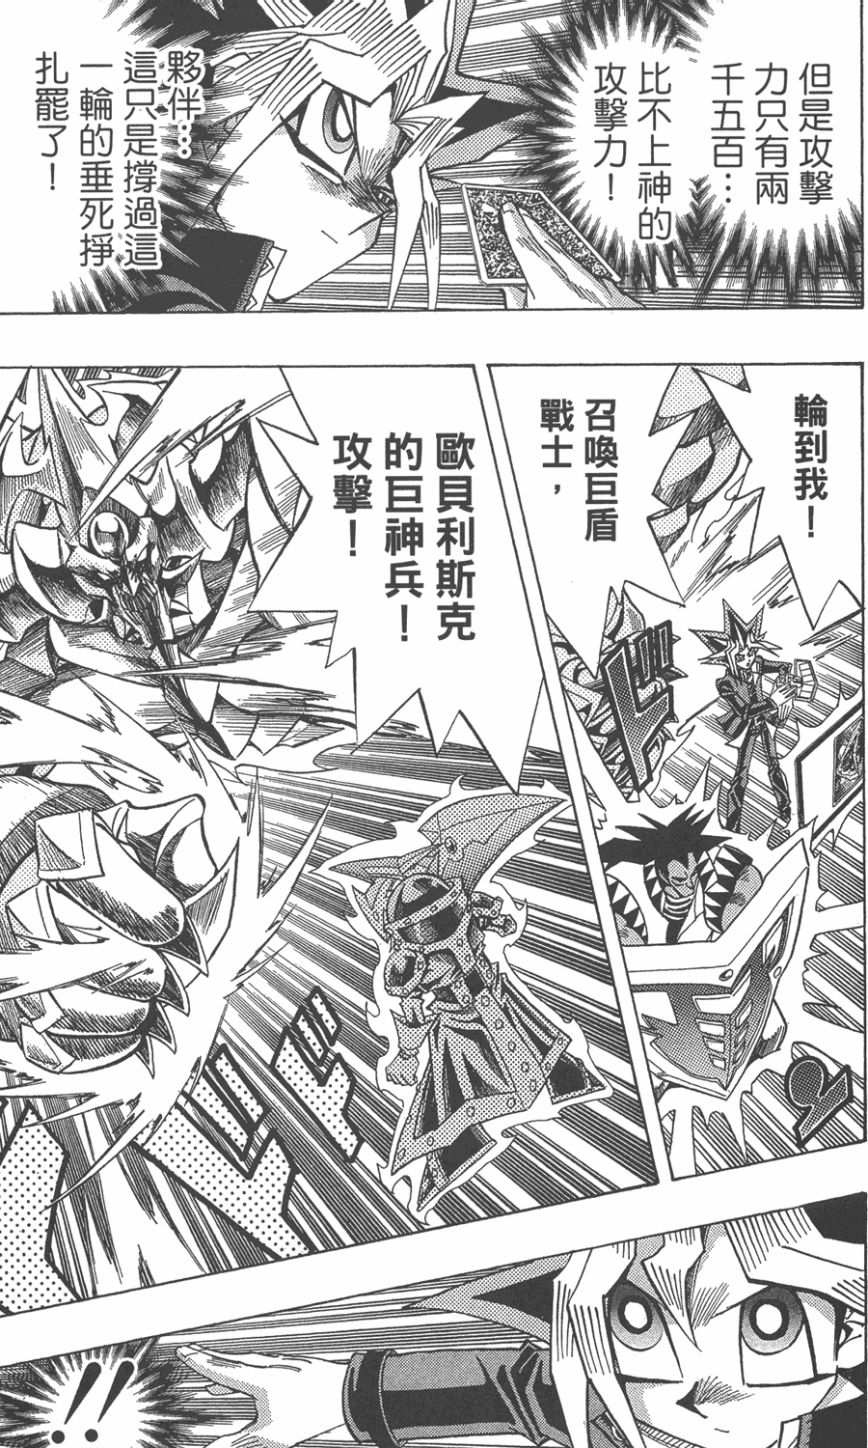 但是攻擊
力只有兩
千五百…
比不上神的
攻擊力！
夥伴…
這只是撐過這
一輪的垂死掙
扎罷了！
輪到我！
召喚巨盾
戰士，
ド
歐貝利斯克
的巨神兵！
攻擊！
!!